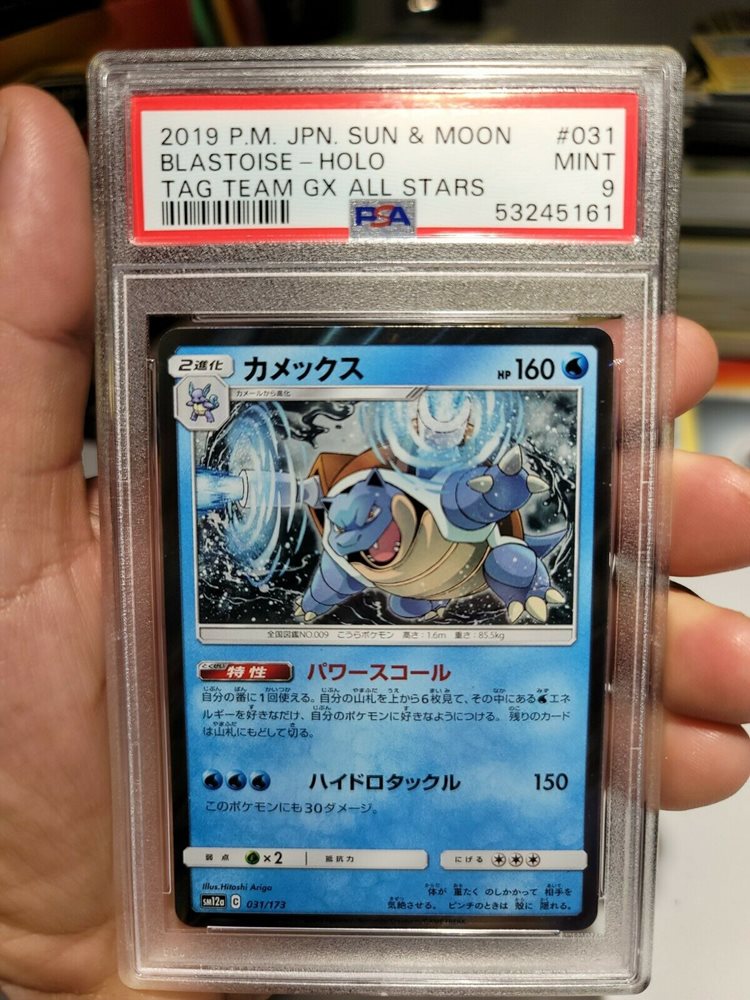 2019 P.M. JPN. SUN & MOON #031
BLASTOISE - HOLO MINT
TAG TEAM GX ALL STARS 9
PSA 53245161
2進化 カメックス HP 160
カメールから進化
全国図鑑NO.009 こうらポケモン 高さ:1.6m 重さ:85.5kg
とくせい 特性 パワースコール
自分の番に1回使える。自分の山札を上から6枚見て、その中にあるエネ
ルギーを好きなだけ、自分のポケモンに好きなようにつける。残りのカード
は山札にもどして切る。
ハイドロタックル 150
このポケモンにも30ダメージ。
弱点 ×2 抵抗力 にげる
Illus.Hitoshi Ariga
体が 重たく のしかかって 相手を
気絶させる。 ピンチのときは 殻に 隠れる。
sm12a C 031/173